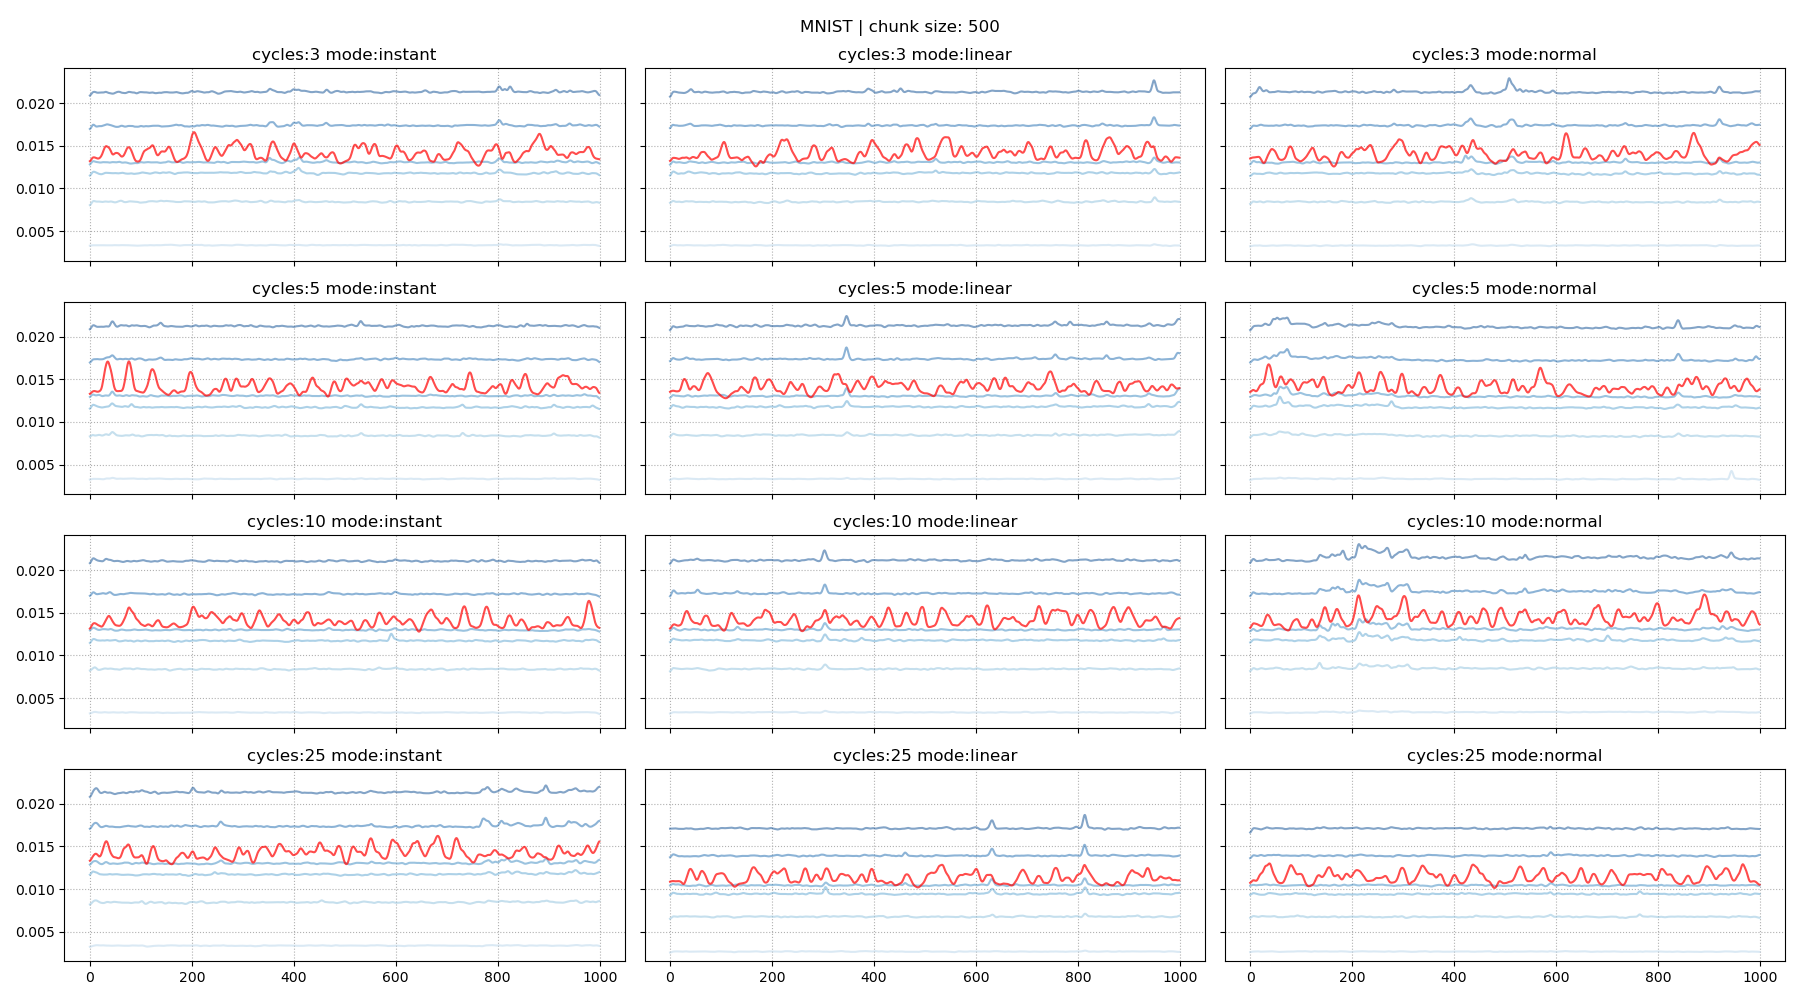 MNIST | chunk size: 500
cycles:3 mode:instant
cycles:3 mode:linear
cycles:3 mode:normal
0.020
0.015
0.010
0.005
cycles:5 mode:instant
cycles:5 mode:linear
cycles:5 mode:normal
0.020
0.015
0.010
0.005
cycles:10 mode:instant
cycles:10 mode:linear
cycles:10 mode:normal
0.020
0.015
0.010
0.005
cycles:25 mode:instant
cycles:25 mode:linear
cycles:25 mode:normal
0.020
0.015
0.010
0.005
0 200 400 600 800 1000
0 200 400 600 800 1000
0 200 400 600 800 1000